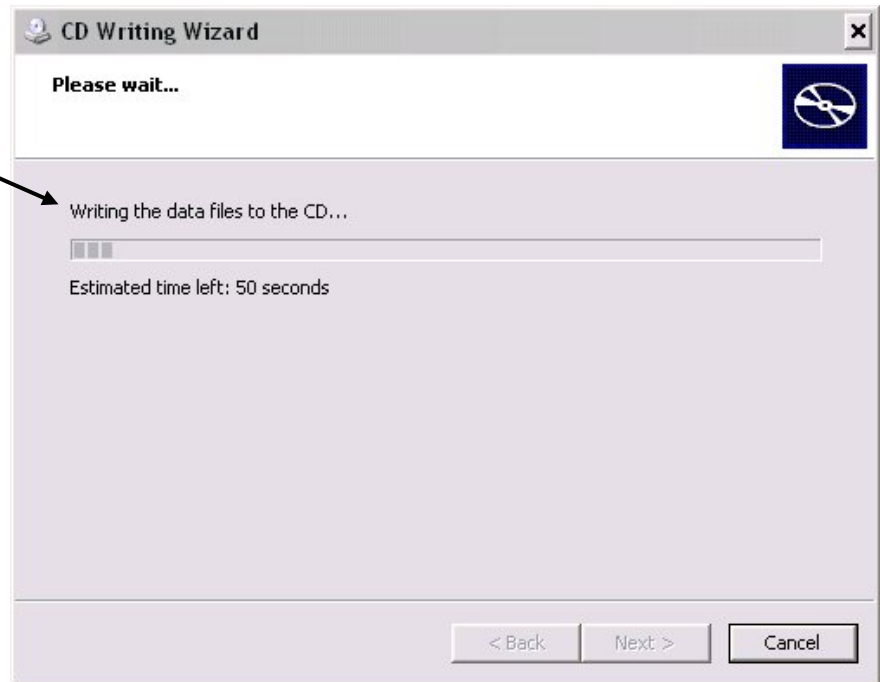 CD Writing Wizard
Please wait...
Writing the data files to the CD...
Estimated time left: 50 seconds
< Back Next > Cancel